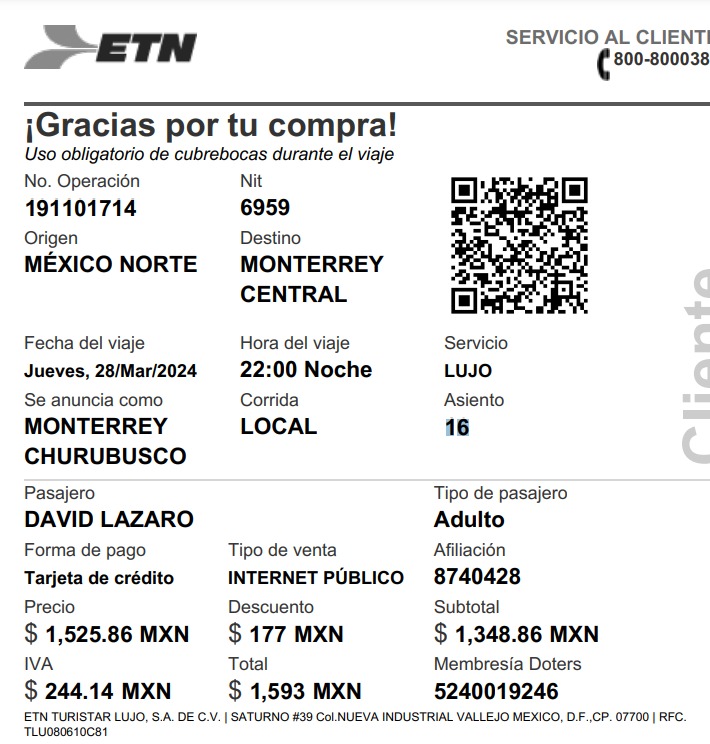 ETN
SERVICIO AL CLIENT
800-800038
¡Gracias por tu compra!
Uso obligatorio de cubrebocas durante el viaje
No. Operación Nit
191101714 6959
Origen Destino
MÉXICO NORTE MONTERREY
CENTRAL
Cliente
Fecha del viaje Hora del viaje Servicio
Jueves, 28/Mar/2024 22:00 Noche LUJO
Se anuncia como Corrida Asiento
MONTERREY LOCAL 16
CHURUBUSCO
Pasajero Tipo de pasajero
DAVID LAZARO Adulto
Forma de pago Tipo de venta Afiliación
Tarjeta de crédito INTERNET PÚBLICO 8740428
Precio Descuento Subtotal
$ 1,525.86 MXN $ 177 MXN $ 1,348.86 MXN
IVA Total Membresía Doters
$ 244.14 MXN $ 1,593 MXN 5240019246
ETN TURISTAR LUJO, S.A. DE C.V. | SATURNO #39 Col.NUEVA INDUSTRIAL VALLEJO MEXICO, D.F.,CP. 07700 | RFC.
TLU080610C81